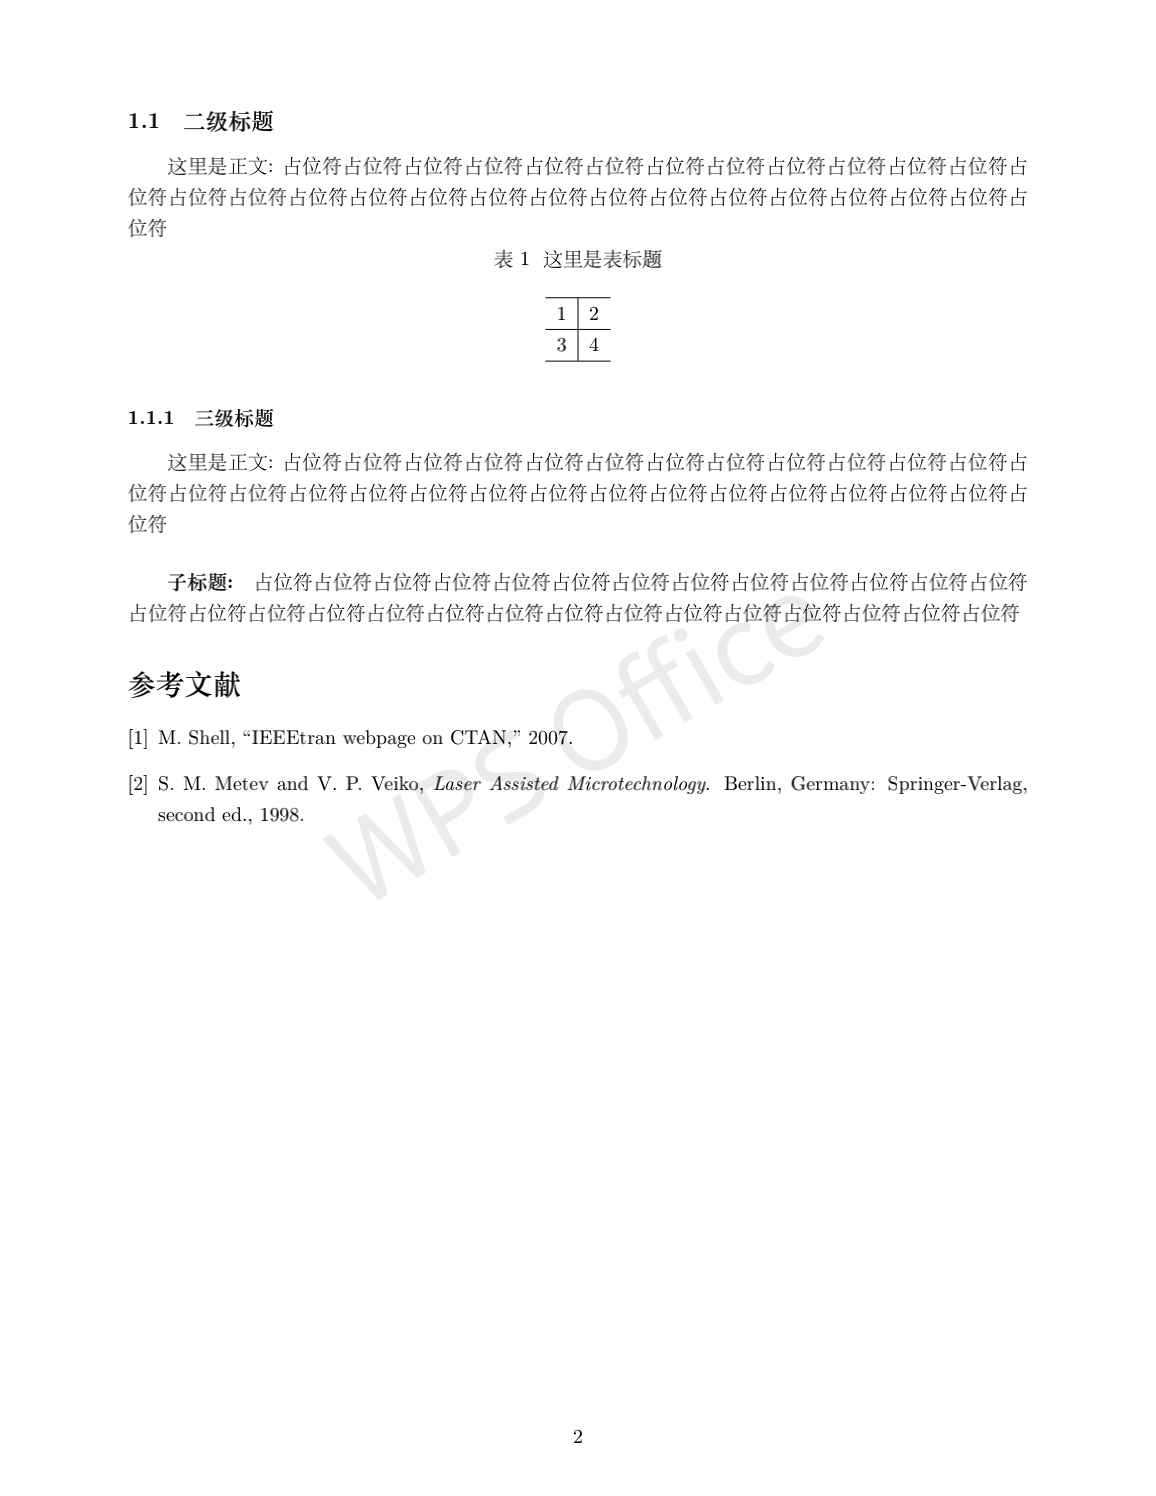 1.1 二级标题
这里是正文: 占位符占位符占位符占位符占位符占位符占位符占位符占位符占位符占位符占位符占
位符占位符占位符占位符占位符占位符占位符占位符占位符占位符占位符占位符占位符占位符占位符占
位符
表 1 这里是表标题
1 2
3 4
1.1.1 三级标题
这里是正文: 占位符占位符占位符占位符占位符占位符占位符占位符占位符占位符占位符占位符占
位符占位符占位符占位符占位符占位符占位符占位符占位符占位符占位符占位符占位符占位符占位符占
位符
子标题: 占位符占位符占位符占位符占位符占位符占位符占位符占位符占位符占位符占位符占位符
占位符占位符占位符占位符占位符占位符占位符占位符占位符占位符占位符占位符占位符占位符占位符
参考文献
[1] M. Shell, “IEEEtran webpage on CTAN,” 2007.
[2] S. M. Metev and V. P. Veiko, Laser Assisted Microtechnology. Berlin, Germany: Springer-Verlag,
second ed., 1998.
WPS Office
2